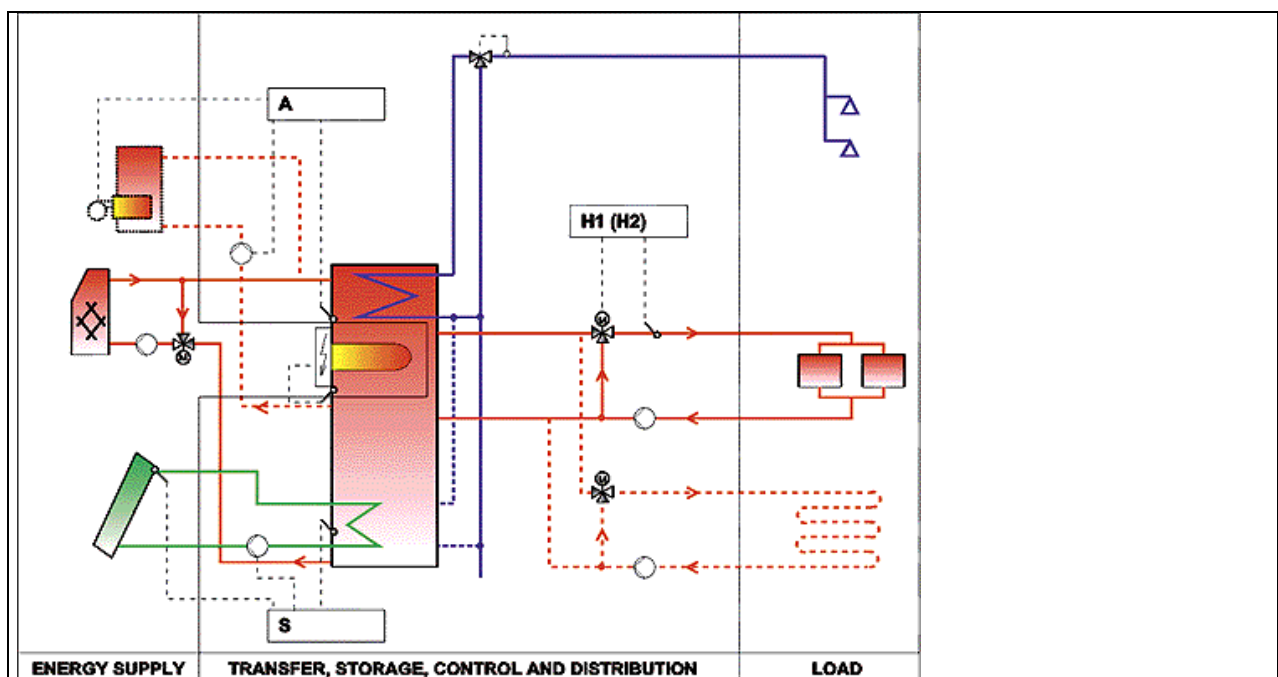 A
H1 (H2)
M
M
M
S
ENERGY SUPPLY
TRANSFER, STORAGE, CONTROL AND DISTRIBUTION
LOAD